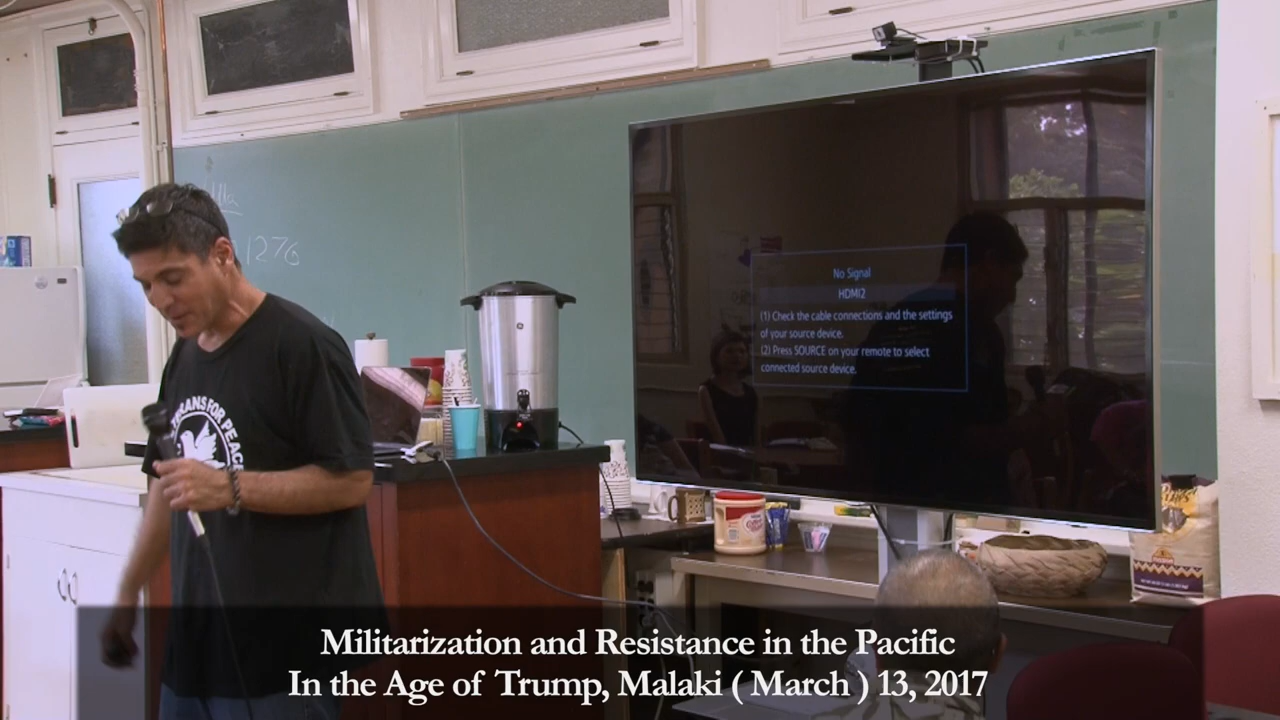 1276
No Signal
HDMI2
(1) Check the cable connections and the settings
of your source device.
(2) Press SOURCE on your remote to select
connected source device.
Militarization and Resistance in the Pacific
In the Age of Trump, Malaki ( March ) 13, 2017